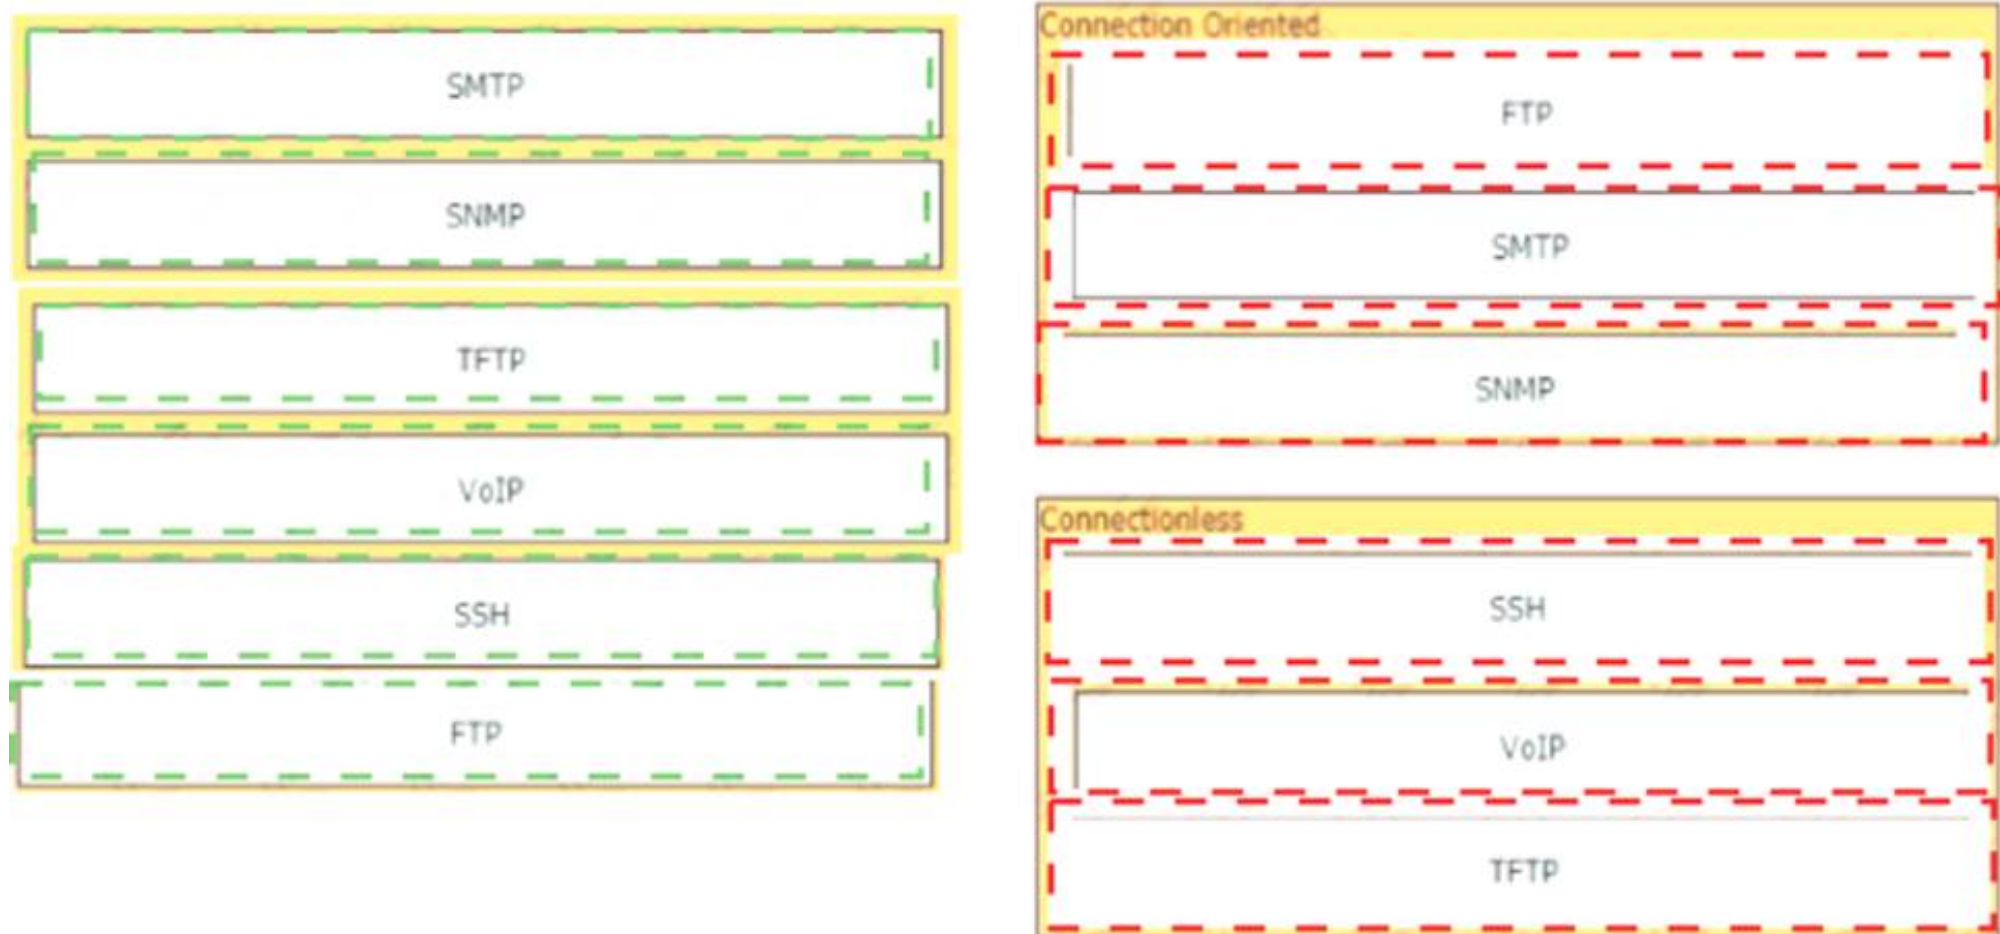 SMTP
SNMP
TFTP
VoIP
SSH
FTP
Connection Oriented
FTP
SMTP
SNMP
Connectionless
SSH
VoIP
TFTP